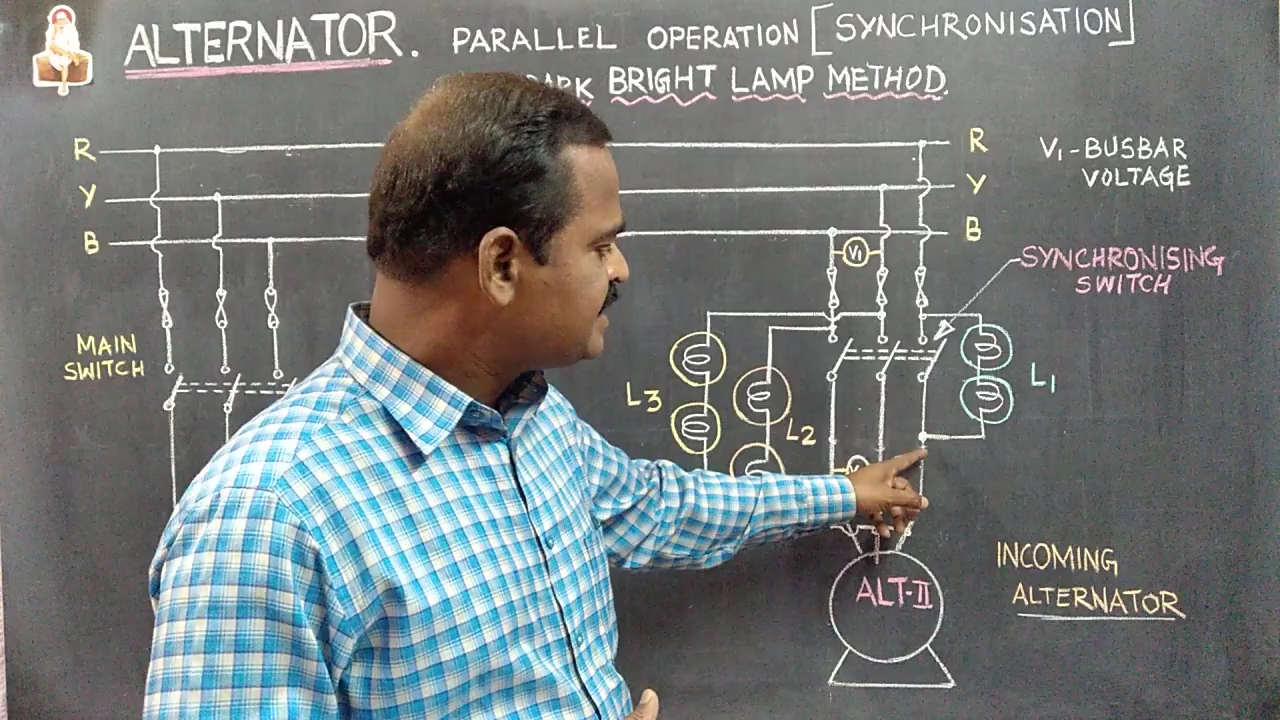 ALTERNATOR. PARALLEL OPERATION [SYNCHRONISATION]
BRIGHT LAMP METHOD.
R
R
V₁ - BUSBAR
VOLTAGE
Y
Y
B
B
V₁
SYNCHRONISING
SWITCH
MAIN
SWITCH
L₃
L₁
L₂
INCOMING
ALTERNATOR
ALT-II